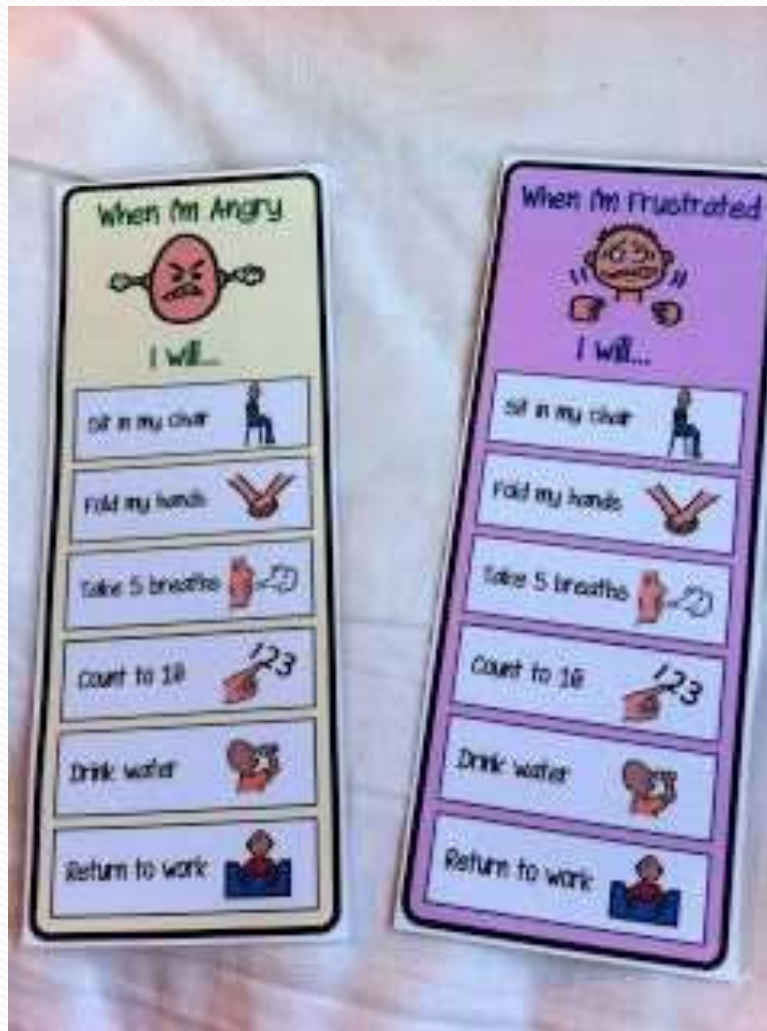 When I'm Angry
I will...
Sit in my chair
Fold my hands
Take 5 breaths
Count to 10
Drink water
Return to work
When I'm Frustrated
I will...
Sit in my chair
Fold my hands
Take 5 breaths
Count to 10
Drink water
Return to work